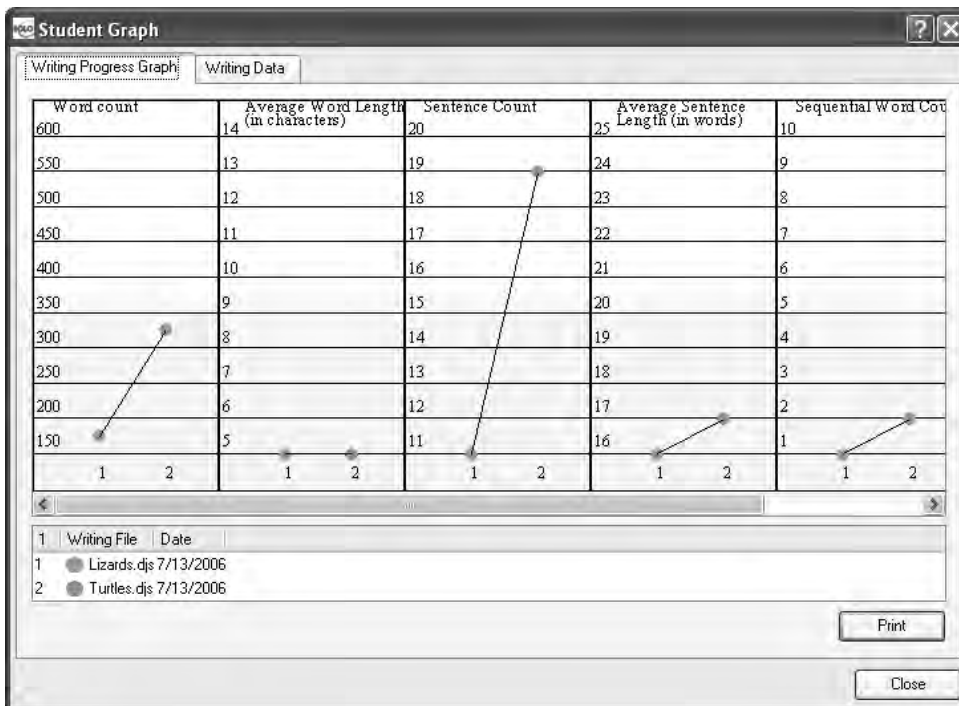 SOLO Student Graph ? X
Writing Progress Graph Writing Data
Word count Average Word Length Sentence Count Average Sentence Sequential Word Cou
(in characters) Length (in words)
600 14 20 25 10
550 13 19 24 9
500 12 18 23 8
450 11 17 22 7
400 10 16 21 6
350 9 15 20 5
300 8 14 19 4
250 7 13 18 3
200 6 12 17 2
150 5 11 16 1
1 2 1 2 1 2 1 2 1 2
1 Writing File Date
1 Lizards.djs 7/13/2006
2 Turtles.djs 7/13/2006
Print
Close